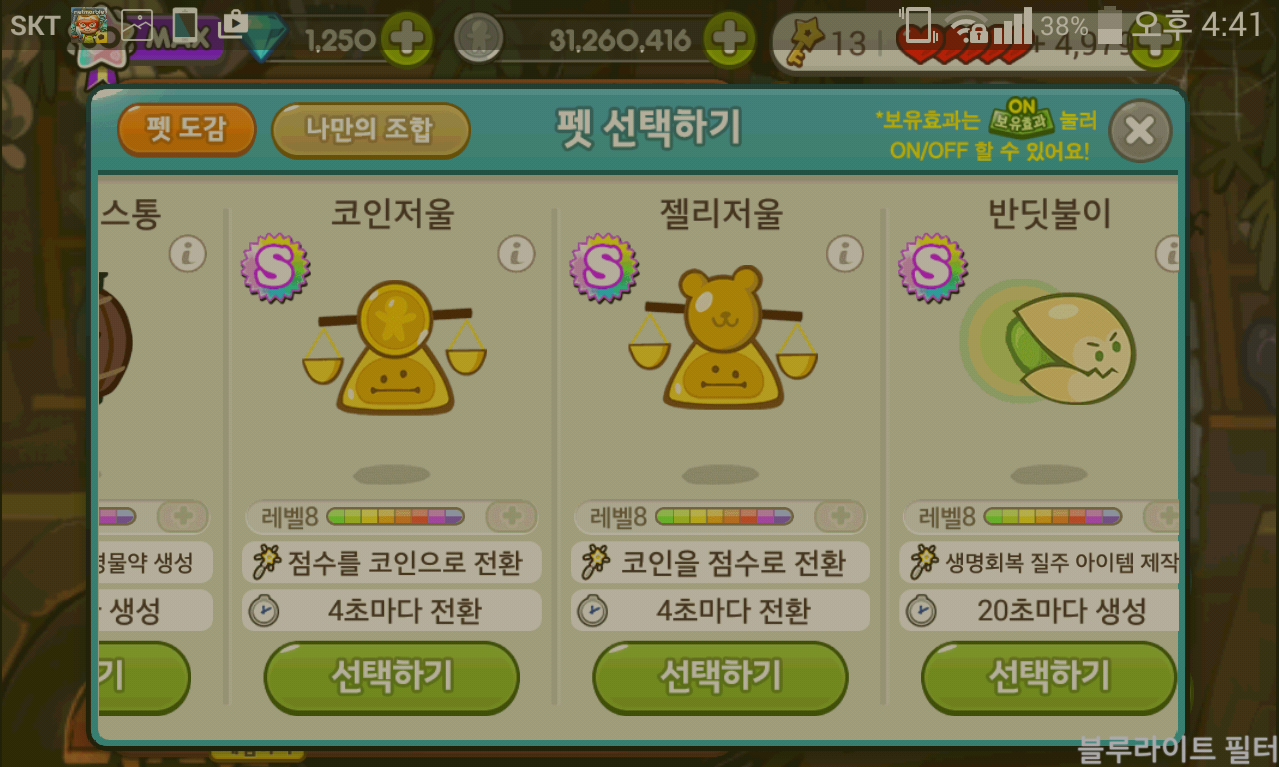 SKT
38%
오후 4:41
MAX
1,250
31,260,416
13
+ 4,979
펫 도감
나만의 조합
펫 선택하기
*보유효과는 ON 보유효과 눌러
ON/OFF 할 수 있어요!
스통
코인저울
젤리저울
반딧불이
S
S
S
레벨8
레벨8
레벨8
물약 생성
점수를 코인으로 전환
코인을 점수로 전환
생명회복 질주 아이템 제작
생성
4초마다 전환
4초마다 전환
20초마다 생성
기
선택하기
선택하기
선택하기
블루라이트 필터